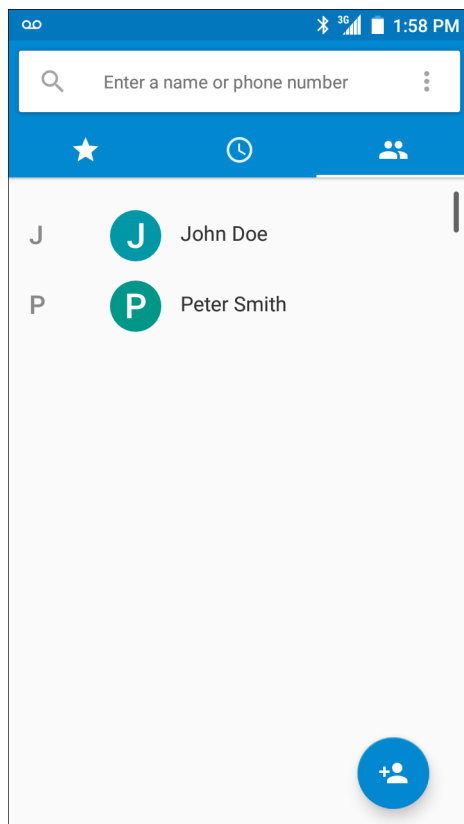 3G 1:58 PM
Enter a name or phone number
J J John Doe
P P Peter Smith